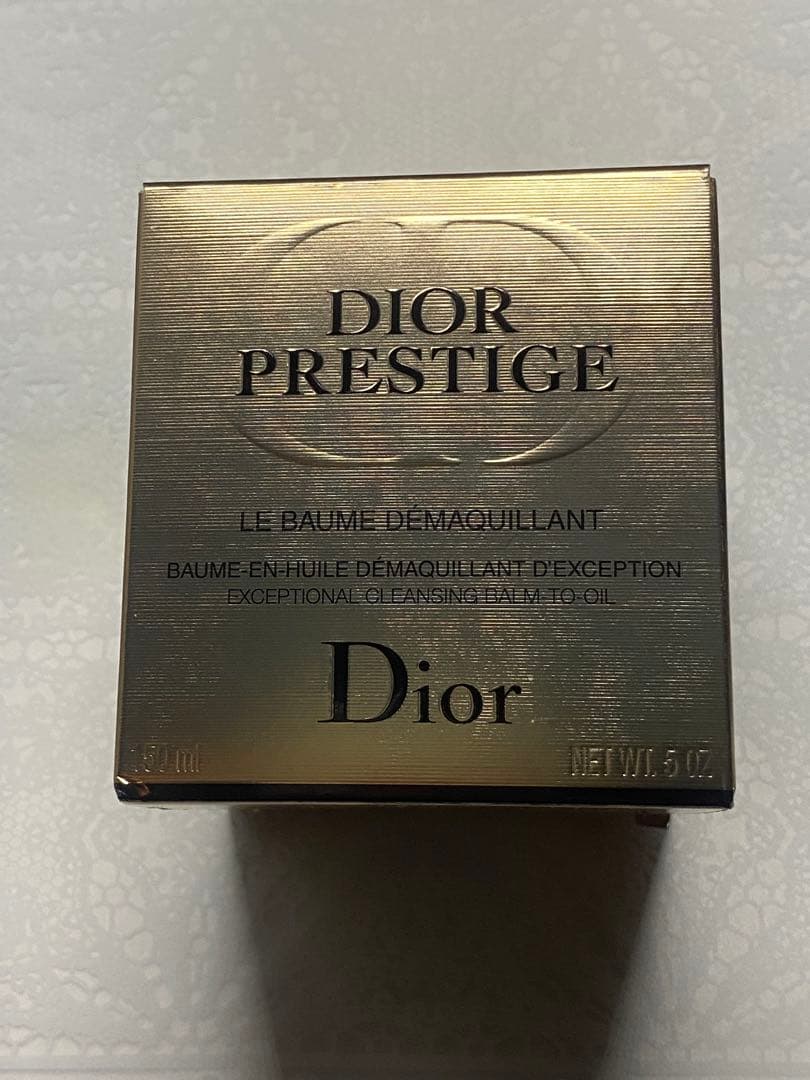 DIOR
PRESTIGE
LE BAUME DÉMAQUILLANT
BAUME-EN-HUILE DÉMAQUILLANT D'EXCEPTION
EXCEPTIONAL CLEANSING BALM-TO-OIL
Dior
150 ml NET WT. 5 OZ